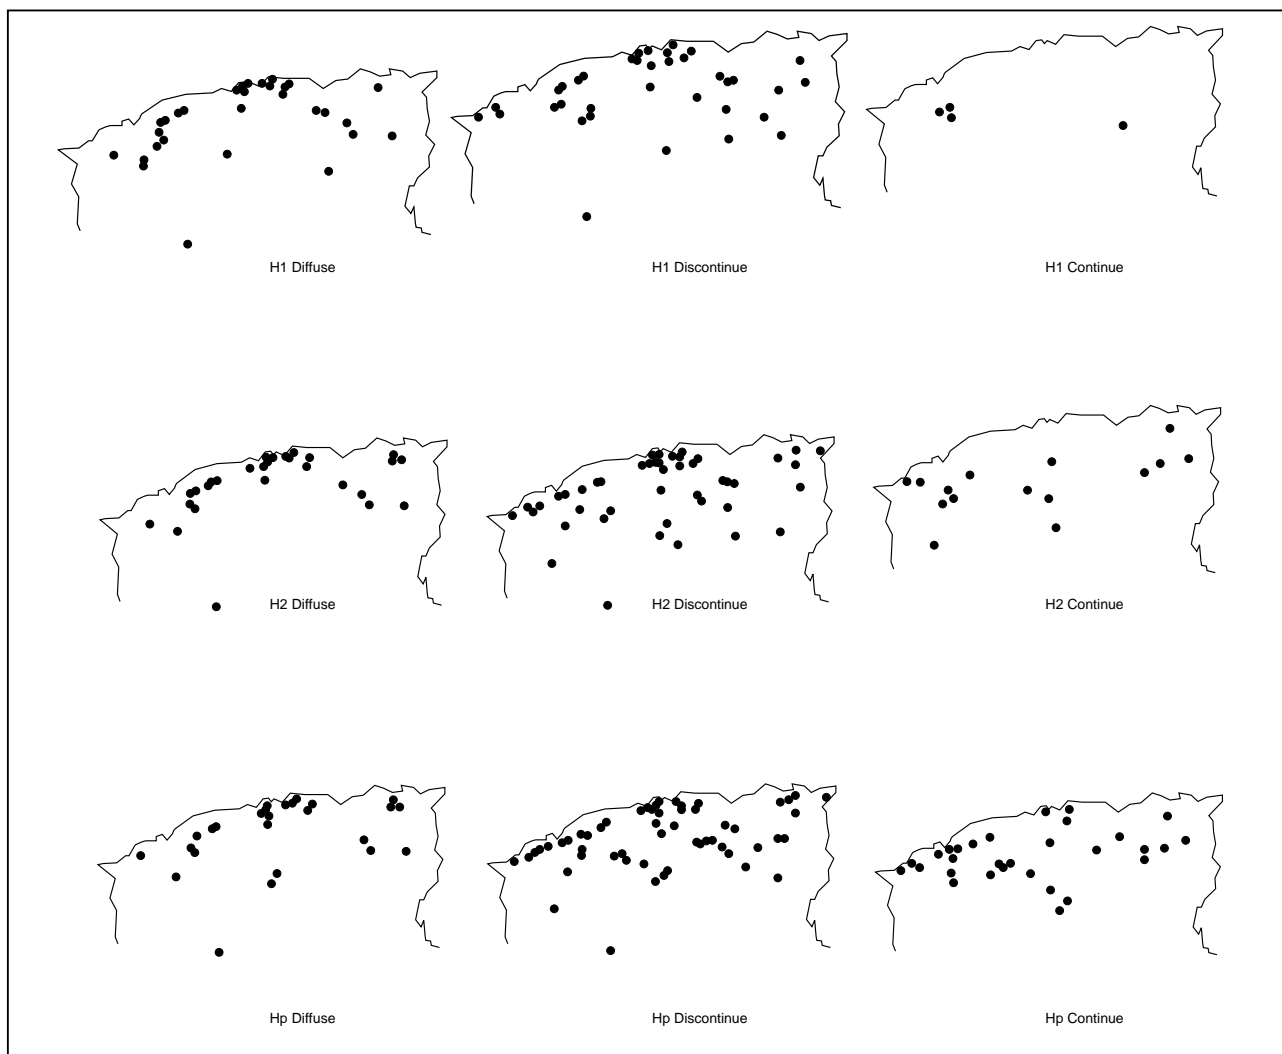 H1 Diffuse
H1 Discontinue
H1 Continue
H2 Diffuse
H2 Discontinue
H2 Continue
Hp Diffuse
Hp Discontinue
Hp Continue